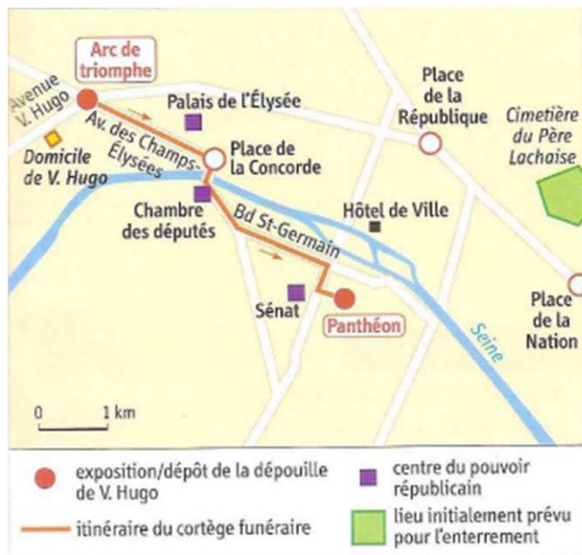 Arc de
triomphe
Avenue
V. Hugo
Palais de l'Élysée
Place
de la
République
Cimetière
du Père
Lachaise
Av. des Champs-
Élysées
Domicile
de V. Hugo
Place de
la Concorde
Chambre
des députés
Bd St-Germain
Hôtel de Ville
Sénat
Panthéon
Seine
Place
de la
Nation
0 1 km
exposition/dépôt de la dépouille
de V. Hugo
itinéraire du cortège funéraire
centre du pouvoir
républicain
lieu initialement prévu
pour l'enterrement